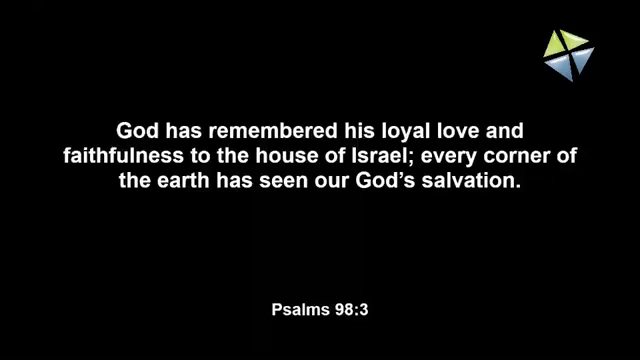 God has remembered his loyal love and
faithfulness to the house of Israel; every corner of
the earth has seen our God’s salvation.
Psalms 98:3